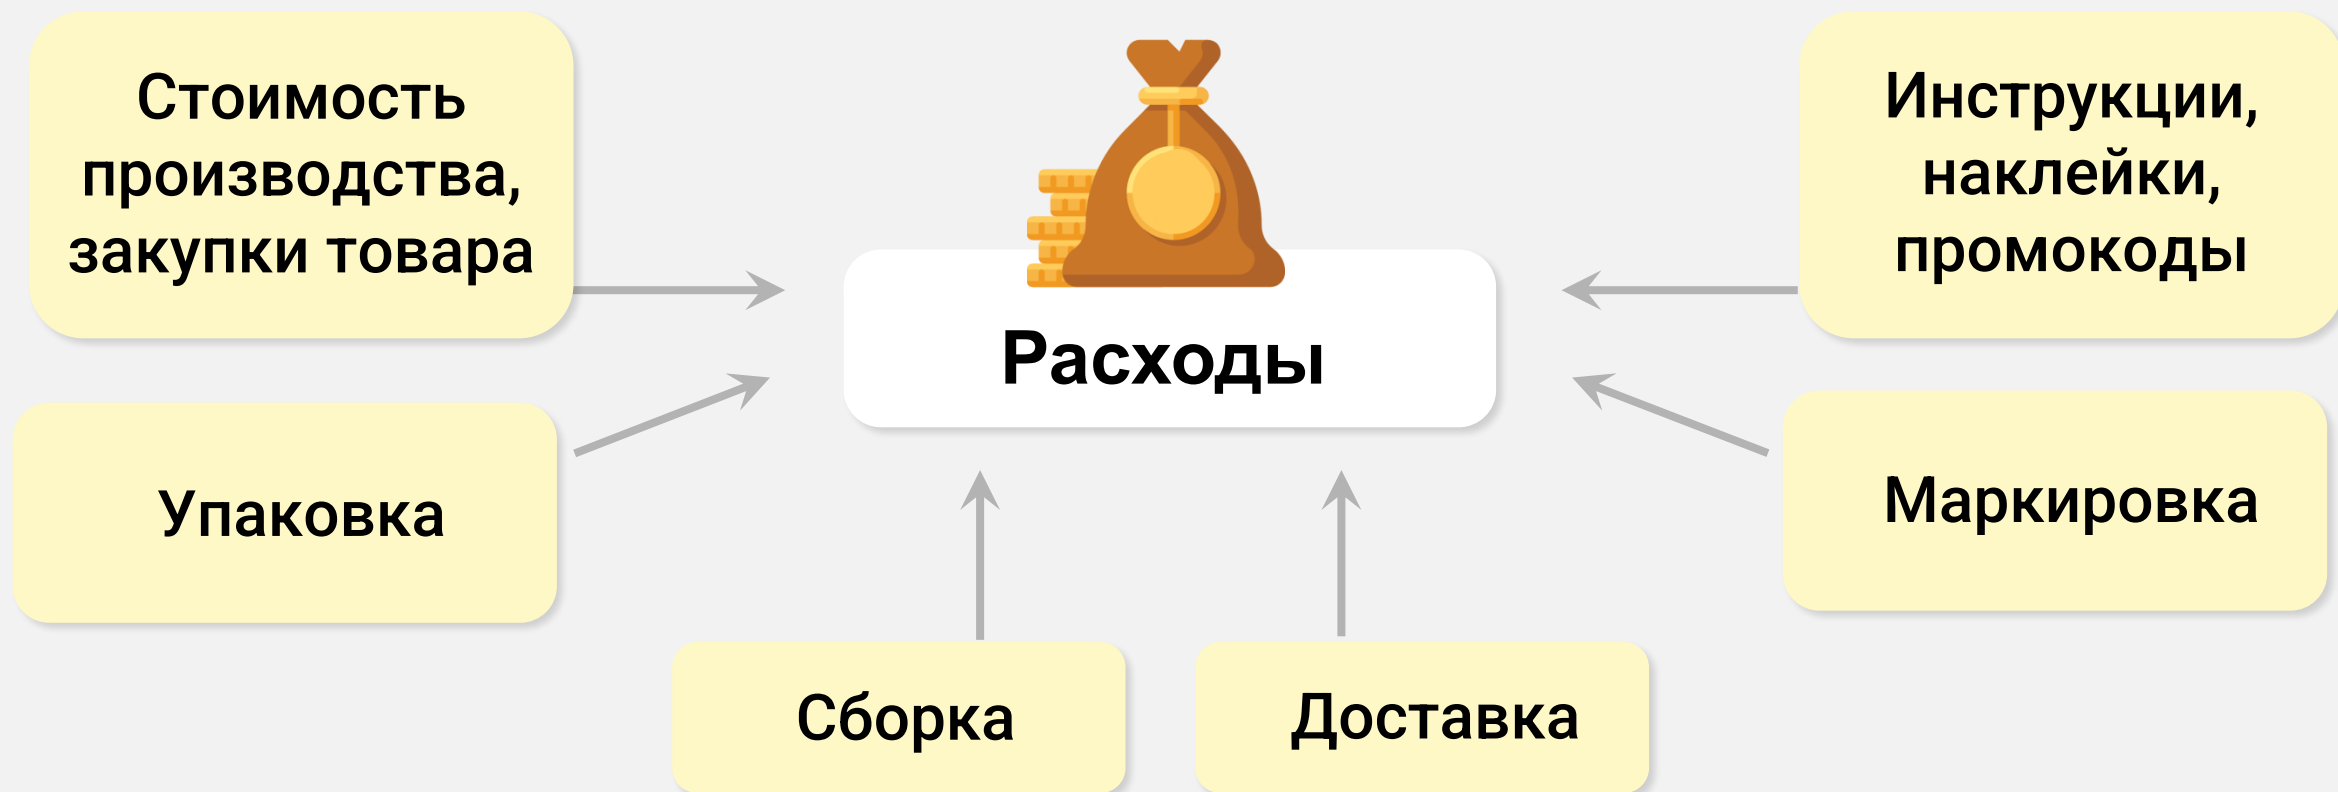 Стоимость
производства,
закупки товара
Инструкции,
наклейки,
промокоды
Расходы
Упаковка
Маркировка
Сборка
Доставка